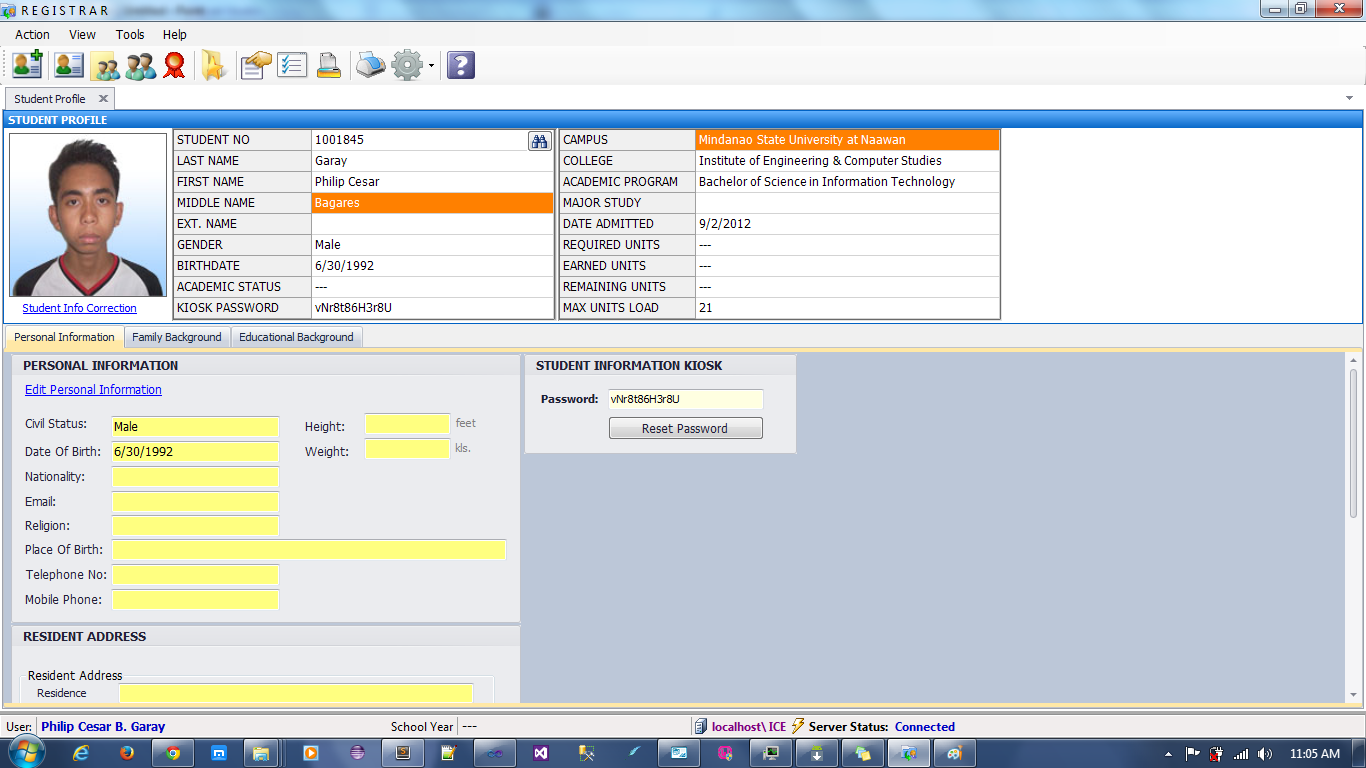 REGISTRAR
Action View Tools Help
Student Profile
STUDENT PROFILE
STUDENT NO 1001845
LAST NAME Garay
FIRST NAME Philip Cesar
MIDDLE NAME Bagares
EXT. NAME
GENDER Male
BIRTHDATE 6/30/1992
ACADEMIC STATUS ---
KIOSK PASSWORD vNr8t86H3r8U
CAMPUS Mindanao State University at Naawan
COLLEGE Institute of Engineering & Computer Studies
ACADEMIC PROGRAM Bachelor of Science in Information Technology
MAJOR STUDY
DATE ADMITTED 9/2/2012
REQUIRED UNITS ---
EARNED UNITS ---
REMAINING UNITS ---
MAX UNITS LOAD 21
Student Info Correction
Personal Information Family Background Educational Background
PERSONAL INFORMATION
Edit Personal Information
Civil Status: Male
Height: feet
Date Of Birth: 6/30/1992
Weight: kls.
Nationality:
Email:
Religion:
Place Of Birth:
Telephone No:
Mobile Phone:
STUDENT INFORMATION KIOSK
Password: vNr8t86H3r8U
Reset Password
RESIDENT ADDRESS
Resident Address
Residence
User: Philip Cesar B. Garay School Year --- localhost\ICE Server Status: Connected
11:05 AM